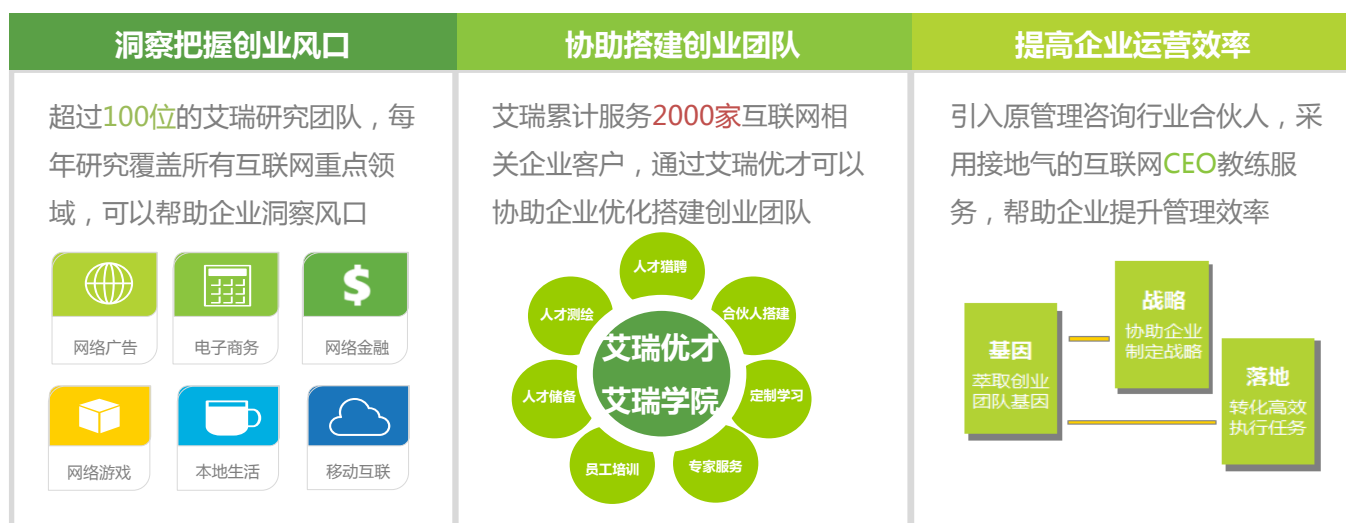 洞察把握创业风口
超过100位的艾瑞研究团队，每
年研究覆盖所有互联网重点领
域，可以帮助企业洞察风口
网络广告
电子商务
网络金融
网络游戏
本地生活
移动互联
协助搭建创业团队
艾瑞累计服务2000家互联网相
关企业客户，通过艾瑞优才可以
协助企业优化搭建创业团队
人才猎聘
人才测绘
合伙人搭建
艾瑞优才
艾瑞学院
人才储备
定制学习
员工培训
专家服务
提高企业运营效率
引入原管理咨询行业合伙人，采
用接地气的互联网CEO教练服
务，帮助企业提升管理效率
基因
萃取创业
团队基因
战略
协助企业
制定战略
落地
转化高效
执行任务